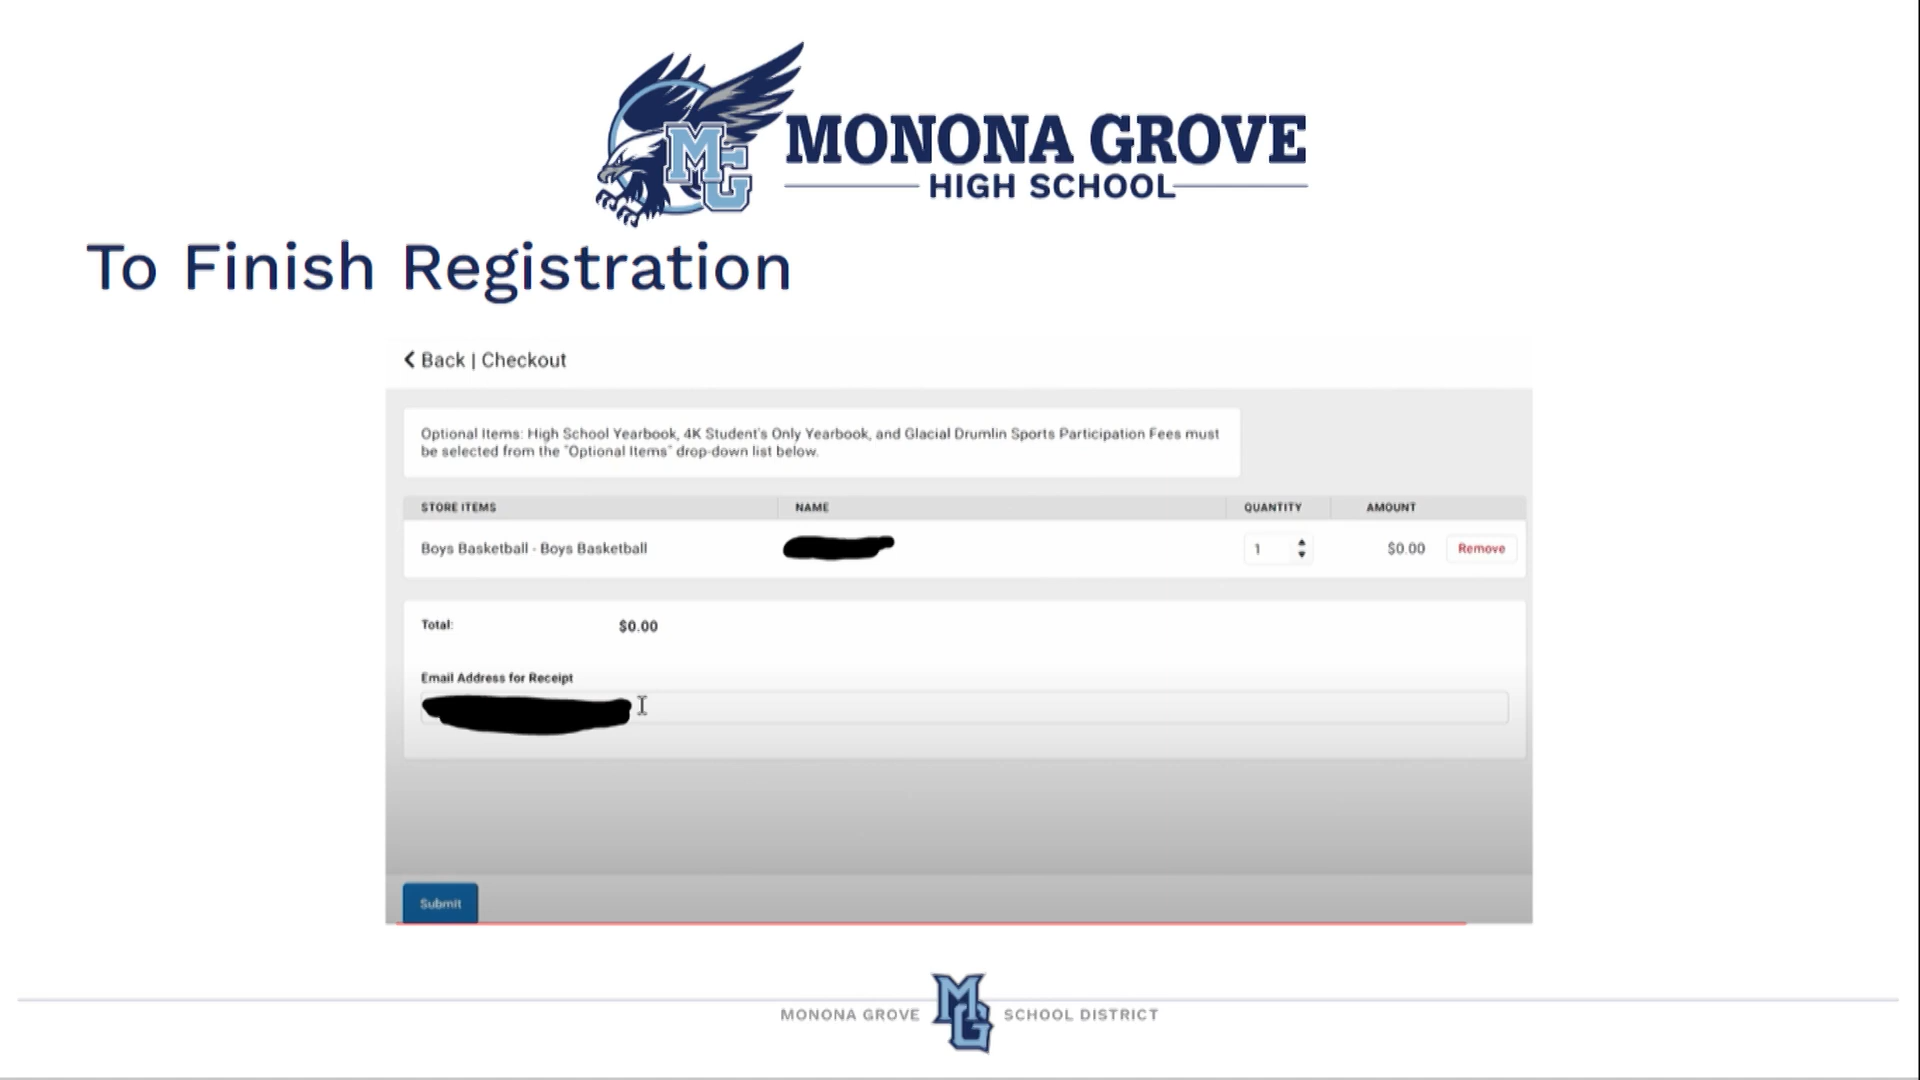 MG
MONONA GROVE
HIGH SCHOOL
To Finish Registration
Back | Checkout
Optional Items: High School Yearbook, 4K Student's Only Yearbook, and Glacial Drumlin Sports Participation Fees must
be selected from the "Optional Items" drop-down list below.
STORE ITEMS NAME QUANTITY AMOUNT
Boys Basketball - Boys Basketball 1 $0.00 Remove
Total: $0.00
Email Address for Receipt
Submit
MONONA GROVE MG SCHOOL DISTRICT